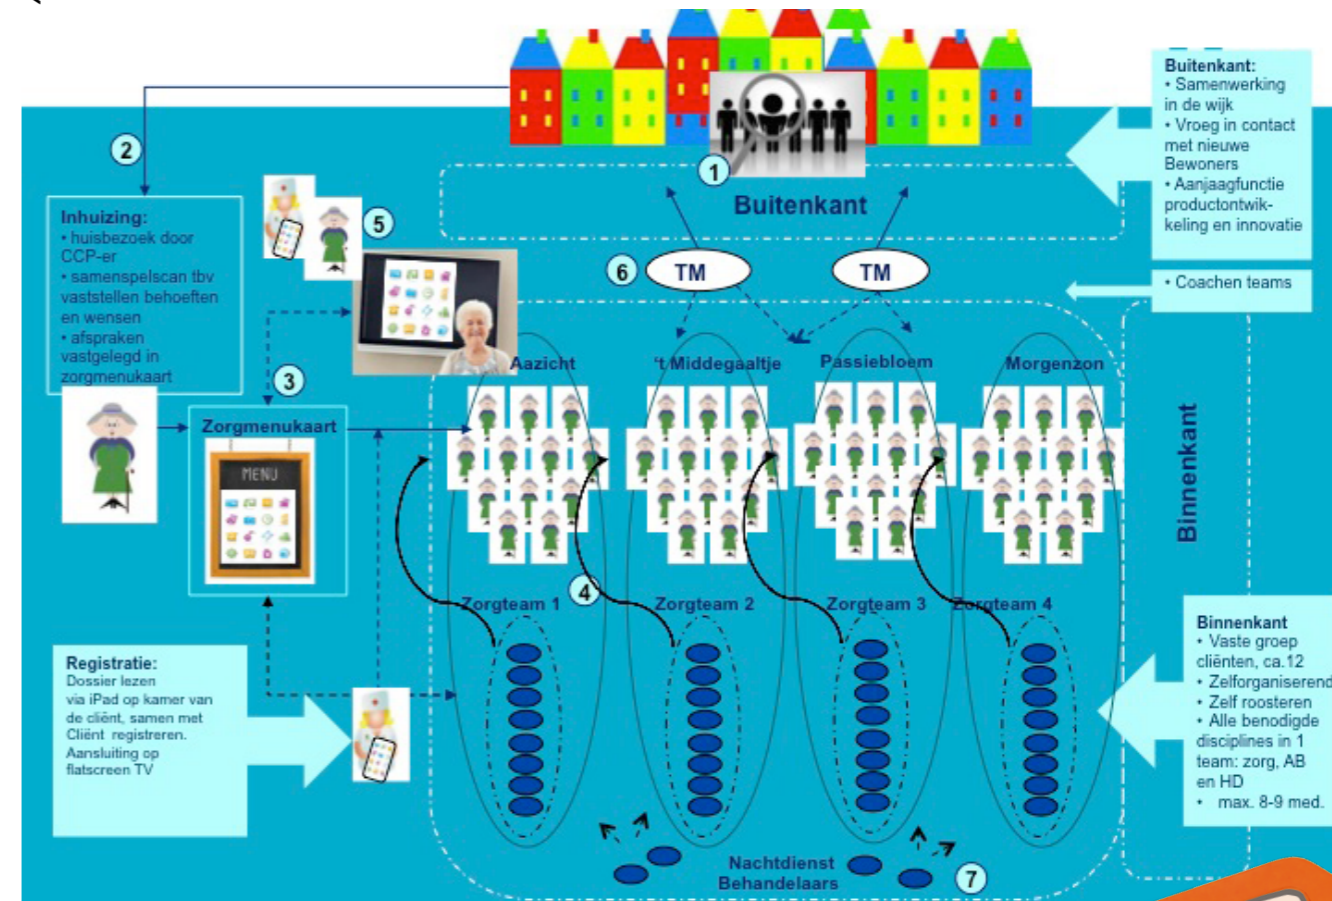 Buitenkant:
• Samenwerking
in de wijk
• Vroeg in contact
met nieuwe
Bewoners
• Aanjaagfunctie
productontwik-
keling en innovatie
2
1
Buitenkant
Inhuizing:
• huisbezoek door
CCP-er
• samenspelscan tbv
vaststellen behoeften
en wensen
• afspraken
vastgelegd in
zorgmenukaart
5
6
TM
TM
• Coachen teams
3
Aazicht
‘t Middegaaltje
Passiebloem
Morgenzon
Zorgmenukaart
MENU
Binnenkant
4
Zorgteam 1
Zorgteam 2
Zorgteam 3
Zorgteam 4
Registratie:
Dossier lezen
via iPad op kamer van
de cliënt, samen met
Cliënt registreren.
Aansluiting op
flatscreen TV
Binnenkant
• Vaste groep
cliënten, ca.12
• Zelforganiserend
• Zelf roosteren
• Alle benodigde
disciplines in 1
team: zorg, AB
en HD
• max. 8-9 med.
Nachtdienst
Behandelaars
7